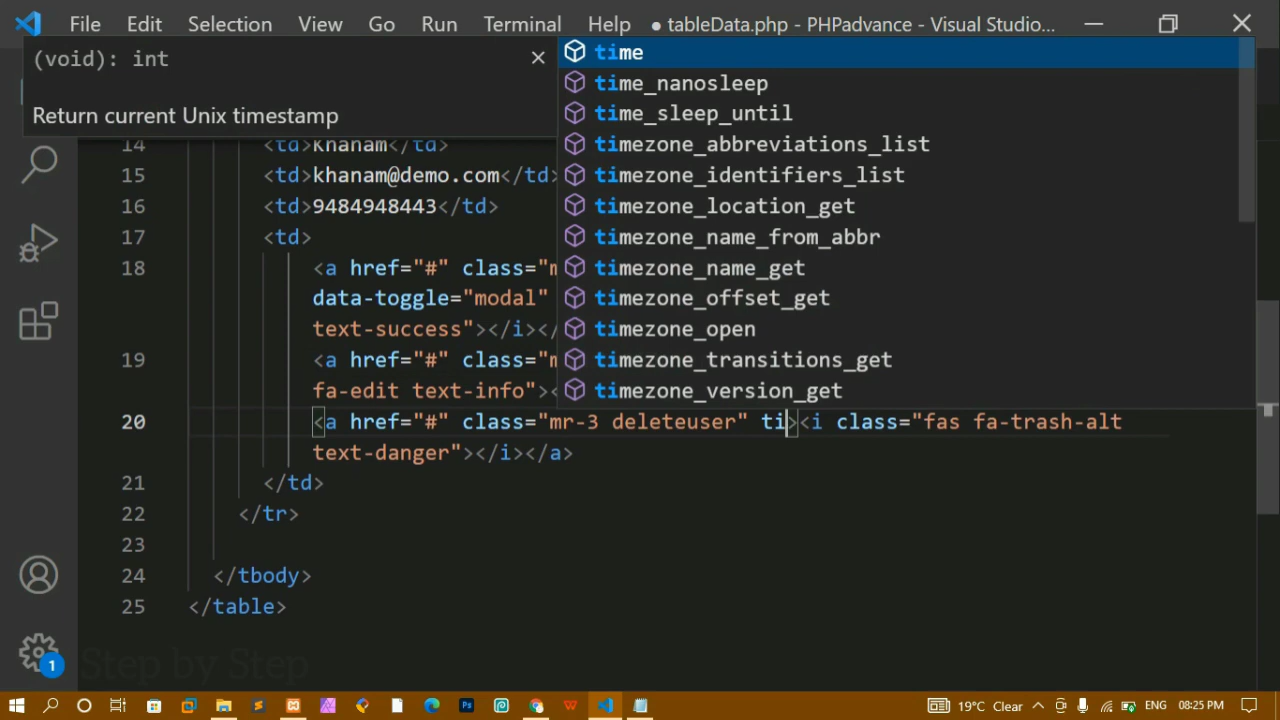 File Edit Selection View Go Run Terminal Help ● tableData.php - PHPadvance - Visual Studio...
(void): int
Return current Unix timestamp
time
time_nanosleep
time_sleep_until
timezone_abbreviations_list
timezone_identifiers_list
timezone_location_get
timezone_name_from_abbr
timezone_name_get
timezone_offset_get
timezone_open
timezone_transitions_get
timezone_version_get
14 <td>khanam</td>
15 <td>khanam@demo.com</td>
16 <td>9484948443</td>
17 <td>
18 <a href="#" class="m
data-toggle="modal"
text-success"></i></
19 <a href="#" class="m
fa-edit text-info"><
20 <a href="#" class="mr-3 deleteuser" ti><i class="fas fa-trash-alt
text-danger"></i></a>
21 </td>
22 </tr>
23
24 </tbody>
25 </table>
1
Step by Step
19°C Clear ENG 08:25 PM